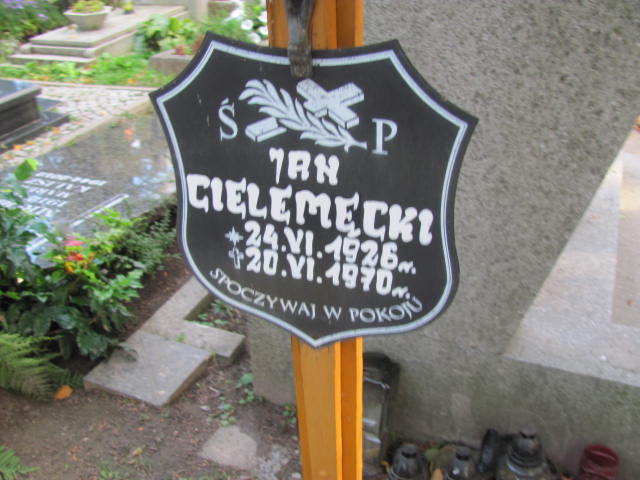 Ś P
JAN
CIELEMĘCKI
24.VI.1926 r.
20.VI.1970 r.
SPOCZYWAJ W POKOJU